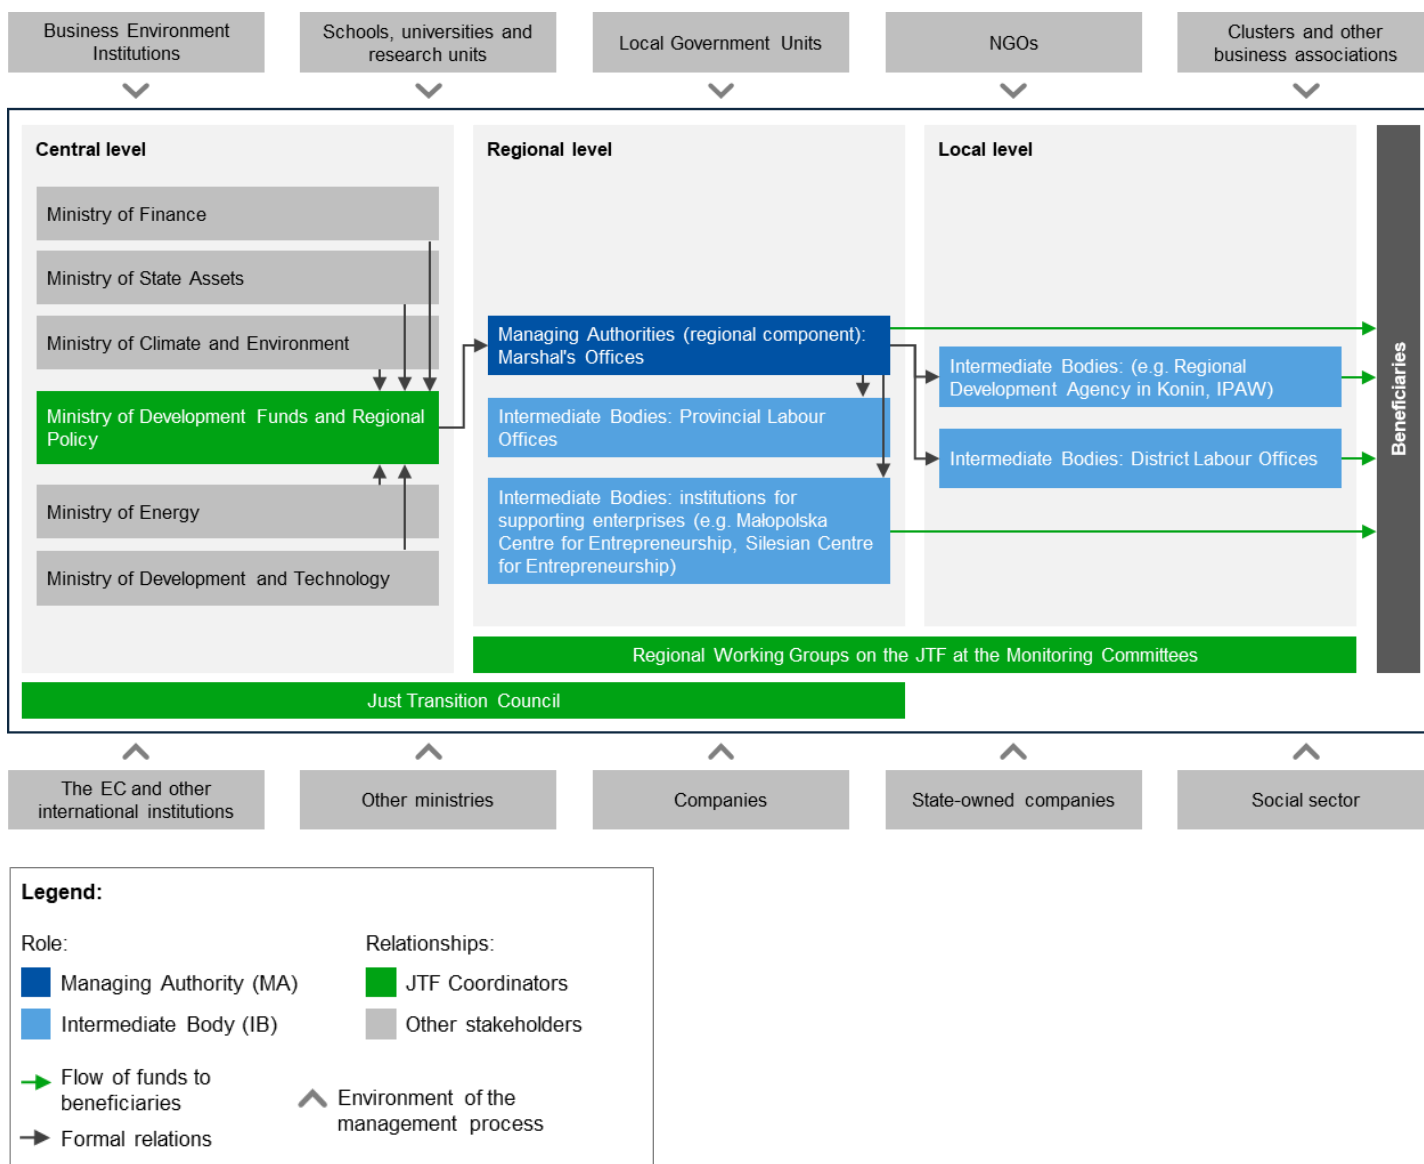 Business Environment
Institutions
Schools, universities and
research units
Local Government Units
NGOs
Clusters and other
business associations
Central level
Ministry of Finance
Ministry of State Assets
Ministry of Climate and Environment
Ministry of Development Funds and Regional
Policy
Ministry of Energy
Ministry of Development and Technology
Regional level
Managing Authorities (regional component):
Marshal's Offices
Intermediate Bodies: Provincial Labour
Offices
Intermediate Bodies: institutions for
supporting enterprises (e.g. Małopolska
Centre for Entrepreneurship, Silesian Centre
for Entrepreneurship)
Local level
Intermediate Bodies: (e.g. Regional
Development Agency in Konin, IPAW)
Intermediate Bodies: District Labour Offices
Beneficiaries
Regional Working Groups on the JTF at the Monitoring Committees
Just Transition Council
The EC and other
international institutions
Other ministries
Companies
State-owned companies
Social sector
Legend:
Role:
Managing Authority (MA)
Intermediate Body (IB)
Relationships:
JTF Coordinators
Other stakeholders
Flow of funds to
beneficiaries
Formal relations
Environment of the
management process